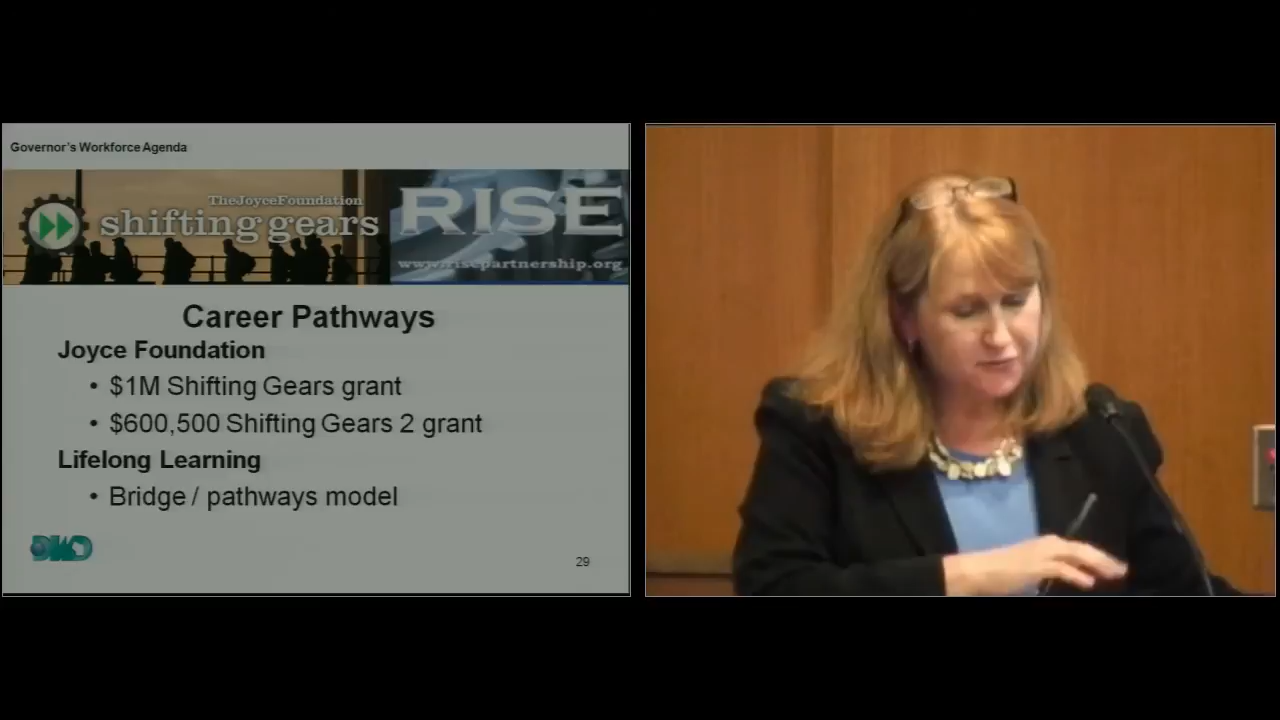 Governor's Workforce Agenda
TheJoyceFoundation
shifting gears
RISE
www.risepartnership.org
Career Pathways
Joyce Foundation
• $1M Shifting Gears grant
• $600,500 Shifting Gears 2 grant
Lifelong Learning
• Bridge / pathways model
DWD
29